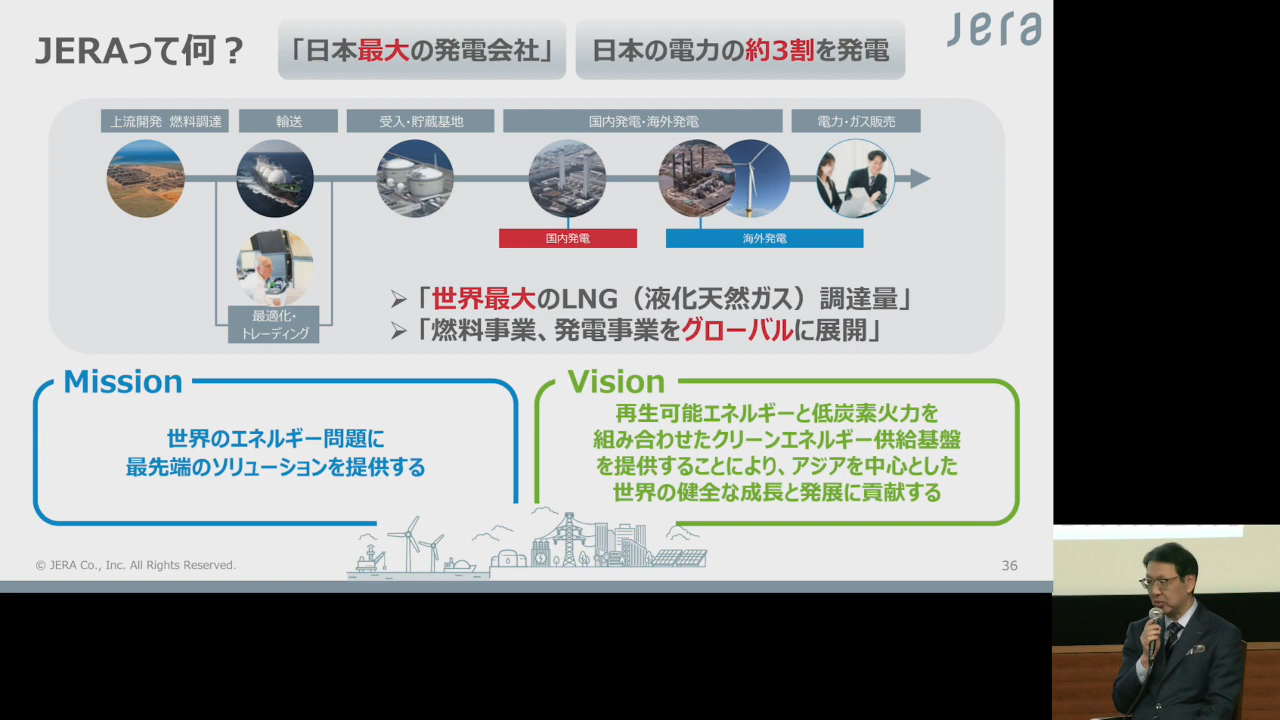 JERAって何？
「日本最大の発電会社」
日本の電力の約3割を発電
Jera
上流開発 燃料調達
輸送
受入・貯蔵基地
国内発電・海外発電
電力・ガス販売
国内発電
海外発電
最適化・
トレーディング
➢「世界最大のLNG（液化天然ガス）調達量」
➢「燃料事業、発電事業をグローバルに展開」
Mission
世界のエネルギー問題に
最先端のソリューションを提供する
Vision
再生可能エネルギーと低炭素火力を
組み合わせたクリーンエネルギー供給基盤
を提供することにより、アジアを中心とした
世界の健全な成長と発展に貢献する
© JERA Co., Inc. All Rights Reserved.
36